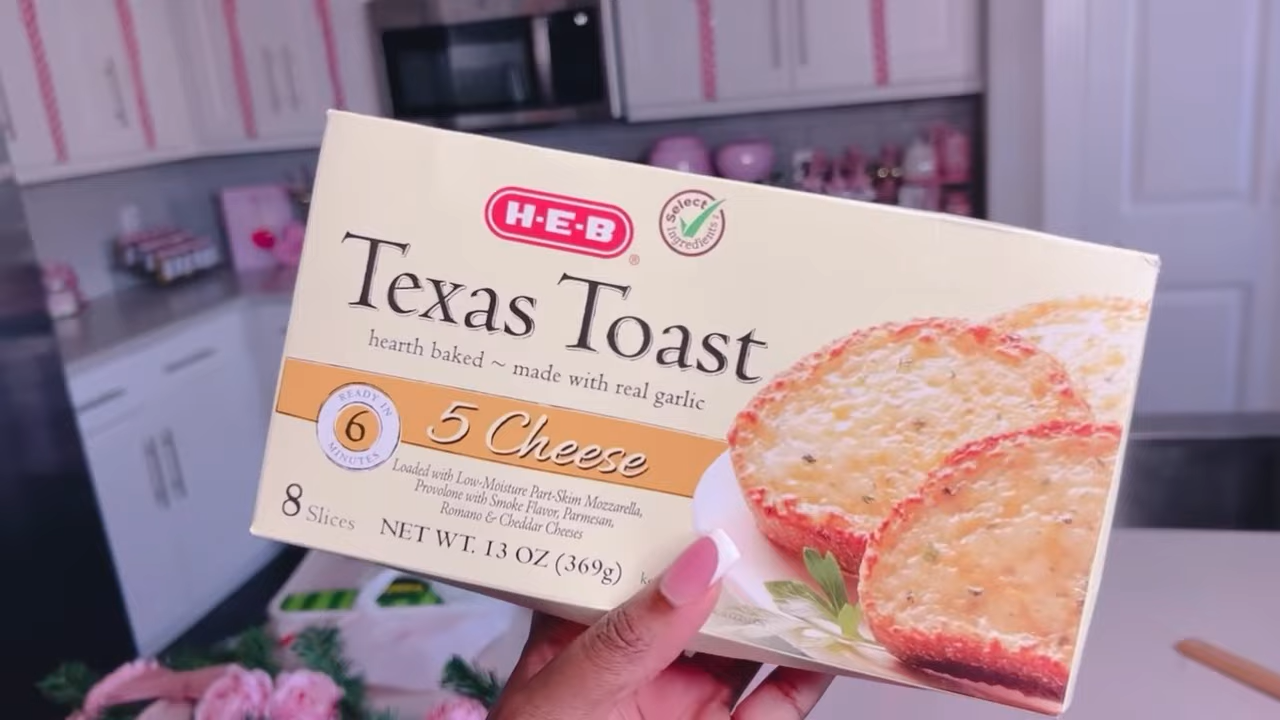 H-E-B
®
Select
Ingredients
Texas Toast
hearth baked ~ made with real garlic
READY IN
6
MINUTES
5 Cheese
Loaded with Low-Moisture Part-Skim Mozzarella,
Provolone with Smoke Flavor, Parmesan,
Romano & Cheddar Cheeses
8 Slices
NET WT. 13 OZ (369g)